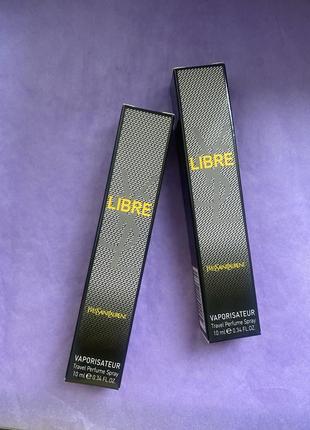 LIBRE
YVESSAINTLAURENT
VAPORISATEUR
Travel Perfume Spray
10 ml ℮ 0.34 FL.OZ.
LIBRE
YVESSAINTLAURENT
VAPORISATEUR
Travel Perfume Spray
10 ml ℮ 0.34 FL.OZ.